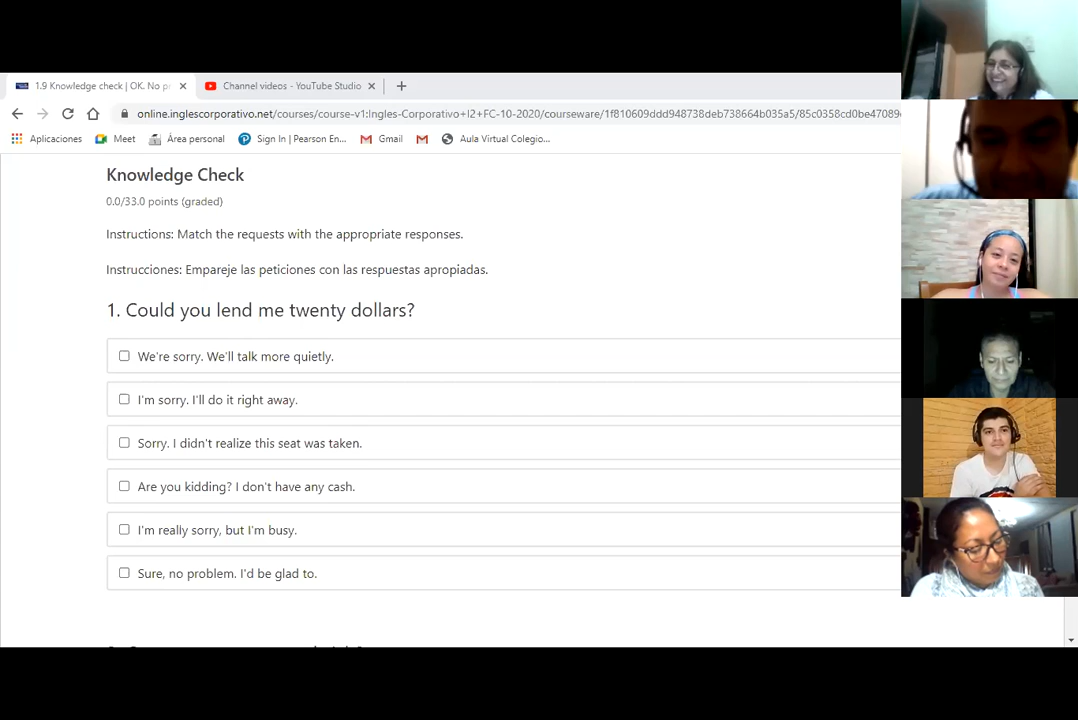 1.9 Knowledge check | OK. No pr
Channel videos - YouTube Studio
online.inglescorporativo.net/courses/course-v1:Ingles-Corporativo+I2+FC-10-2020/courseware/1f810609ddd948738deb738664b035a5/85c0358cd0be47089
Aplicaciones
Meet
Área personal
Sign In | Pearson En...
Gmail
Aula Virtual Colegio...
Knowledge Check
0.0/33.0 points (graded)
Instructions: Match the requests with the appropriate responses.
Instrucciones: Empareje las peticiones con las respuestas apropiadas.
1. Could you lend me twenty dollars?
We're sorry. We'll talk more quietly.
I'm sorry. I'll do it right away.
Sorry. I didn't realize this seat was taken.
Are you kidding? I don't have any cash.
I'm really sorry, but I'm busy.
Sure, no problem. I'd be glad to.